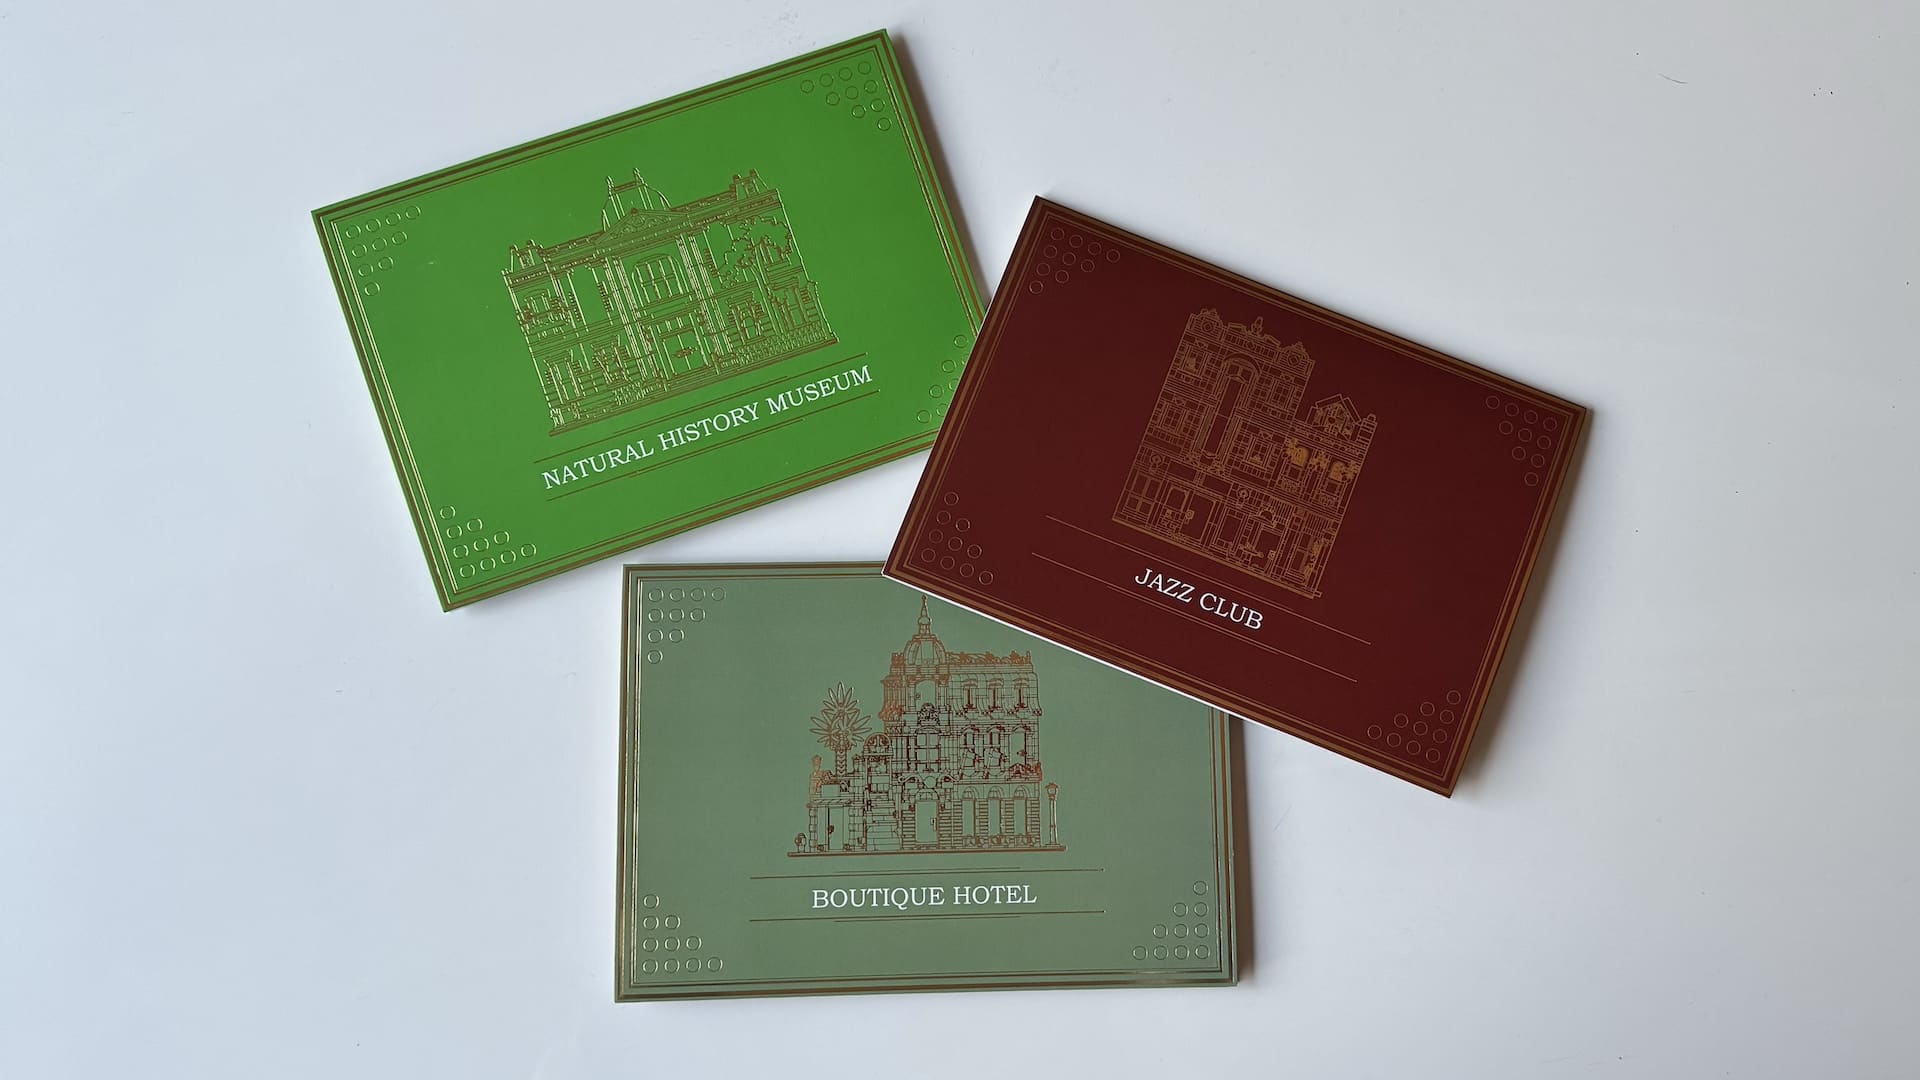 NATURAL HISTORY MUSEUM
JAZZ CLUB
BOUTIQUE HOTEL